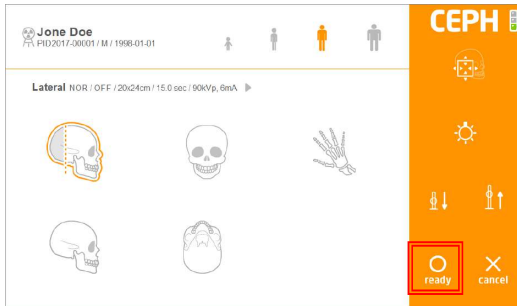 Jone Doe
PID2017-00001 / M / 1998-01-01
CEPH
Lateral NOR / OFF / 20x24cm / 15.0 sec / 90kVp, 6mA
ready
cancel